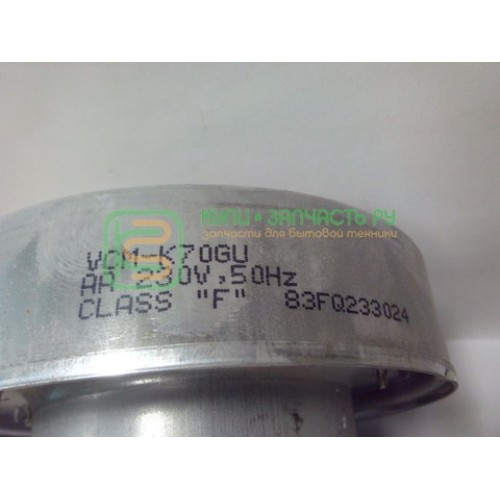 КУПИ-ЗАПЧАСТЬ.РУ
запчасти для бытовой техники
VCM-K70GU
AA 230V, 50Hz
CLASS "F" 83FQ233024